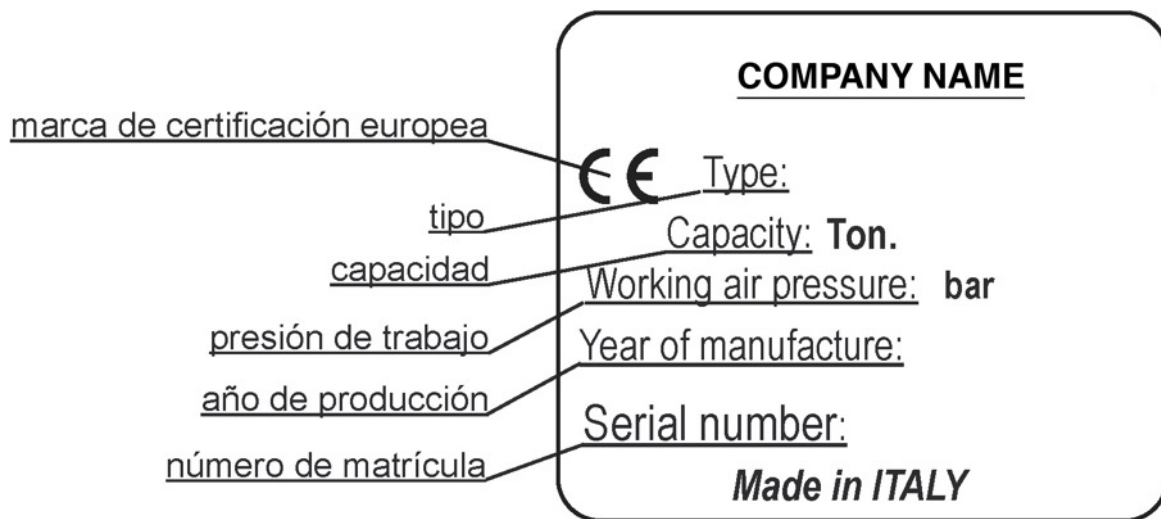 COMPANY NAME
marca de certificación europea
CE Type:
tipo
Capacity: Ton.
capacidad
Working air pressure: bar
presión de trabajo
Year of manufacture:
año de producción
Serial number:
número de matrícula
Made in ITALY